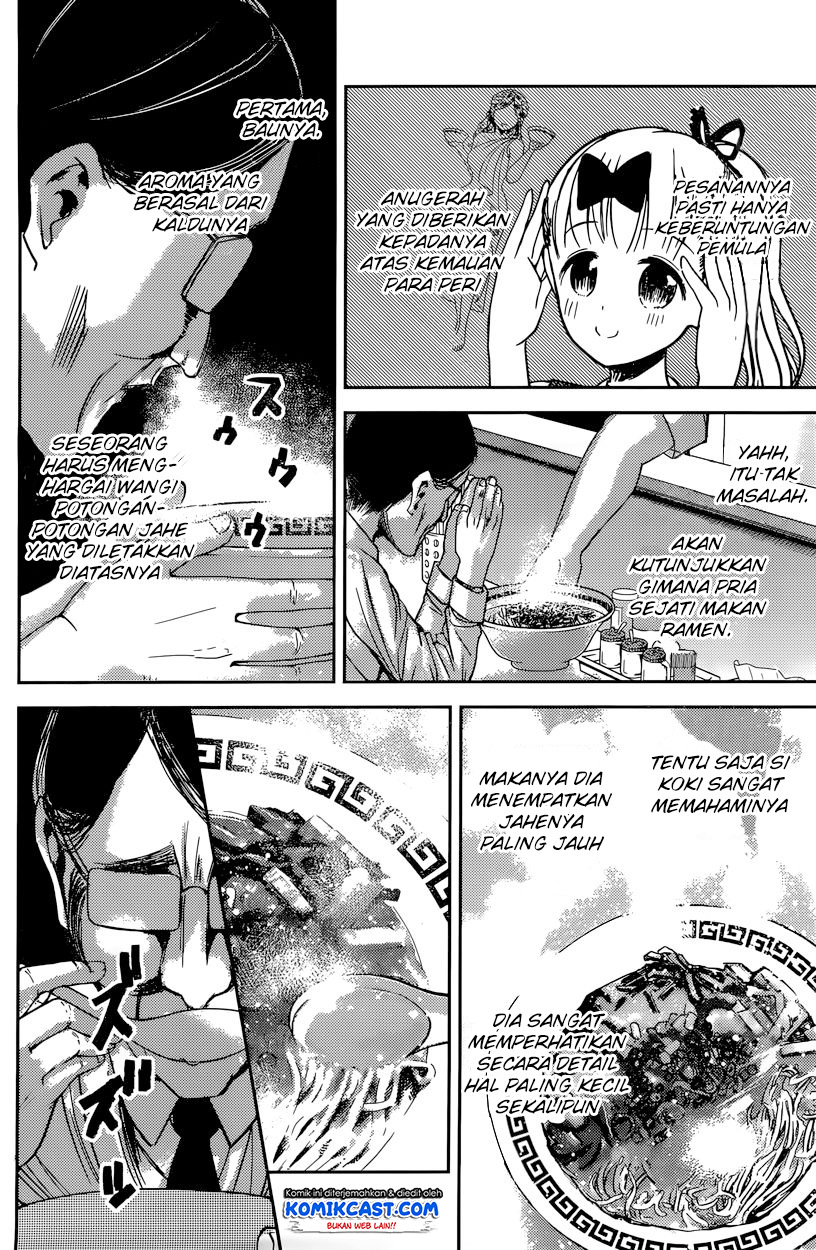 PESANANNYA
PASTI HANYA
KEBERUNTUNGAN
PEMULA
ANUGERAH
YANG DIBERIKAN
KEPADANYA
ATAS KEMAUAN
PARA PERI
YAHH,
ITU TAK
MASALAH.
AKAN
KUTUNJUKKAN
GIMANA PRIA
SEJATI MAKAN
RAMEN.
PERTAMA,
BAUNYA.
AROMA YANG
BERASAL DARI
KALDUNYA
スゥゥ
SESEORANG
HARUS MENG-
HARGAI WANGI
POTONGAN-
POTONGAN JAHE
YANG DILETAKKAN
DIATASNYA
TENTU SAJA SI
KOKI SANGAT
MEMAHAMINYA
MAKANYA DIA
MENEMPATKAN
JAHENYA
PALING JAUH
DIA SANGAT
MEMPERHATIKAN
SECARA DETAIL
HAL PALING KECIL
SEKALIPUN
ズズズ
Komik ini diterjemahkan & diedit oleh
KOMIKCAST.COM
BUKAN WEB LAIN!!